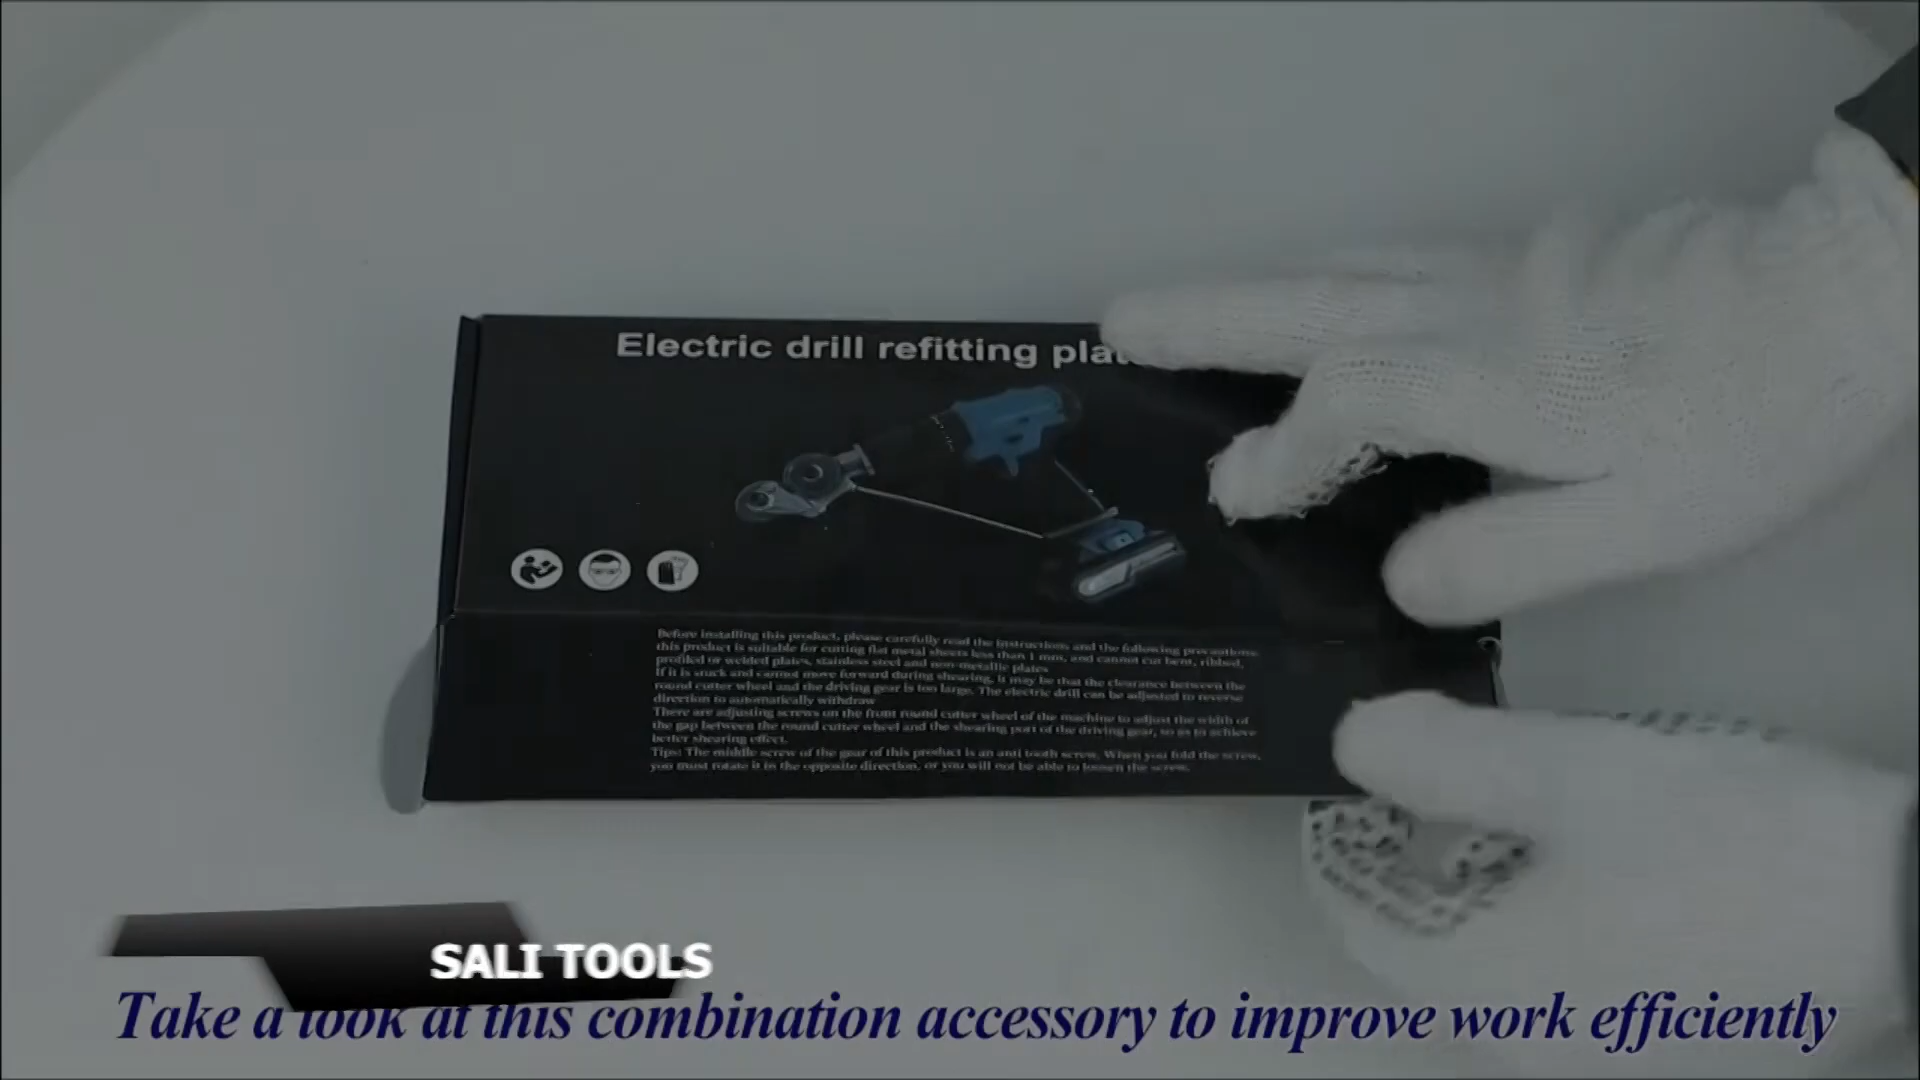 Electric drill refitting plat
Before installing this product, please carefully read the instructions and the following precautions:
this product is suitable for cutting flat metal sheets less than 1 mm, and cannot cut bent, ribbed,
profiled or welded plates, stainless steel and non-metallic plates
If it is stuck and cannot move forward during shearing, it may be that the clearance between the
round cutter wheel and the driving gear is too large. The electric drill can be adjusted to reverse
direction to automatically withdraw
There are adjusting screws on the front round cutter wheel of the machine to adjust the width of
the gap between the round cutter wheel and the shearing part of the driving gear, so as to achieve
better shearing effect.
Tips: The middle screw of the gear of this product is an anti tooth screw. When you fold the screw,
you must rotate it in the opposite direction, or you will not be able to loosen the screw.
SALI TOOLS
Take a look at this combination accessory to improve work efficiently